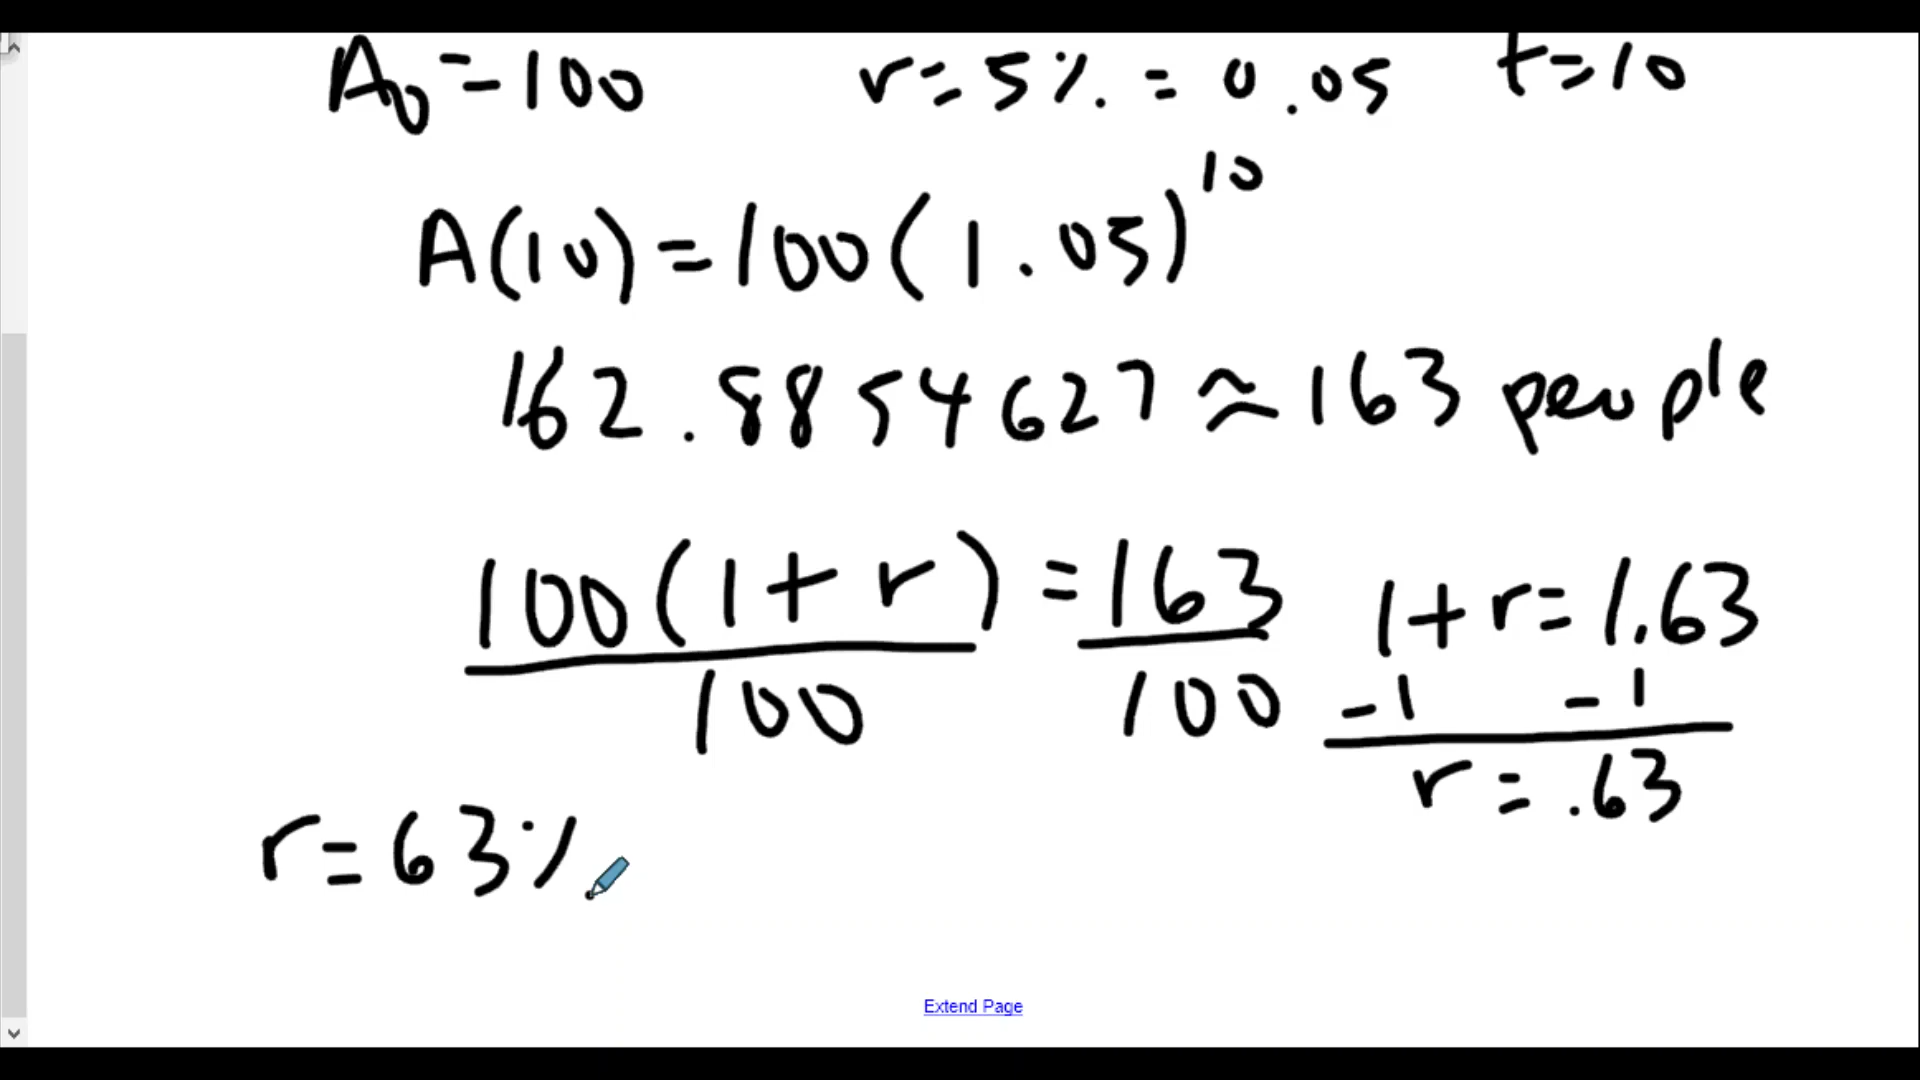 A₀ = 100 r = 5% = 0.05 t = 10
A(10) = 100(1.05)¹⁰
162.8854627 ≈ 163 people
100(1+r) = 163 1+r = 1.63
100 100 -1 -1
r = .63
r = 63%
Extend Page